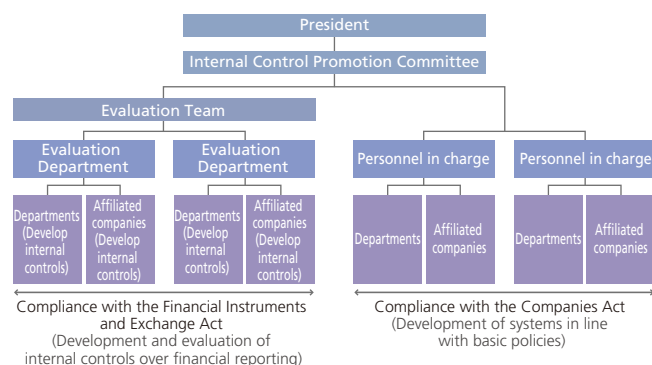 President
Internal Control Promotion Committee
Evaluation Team
Evaluation
Department
Evaluation
Department
Personnel in charge
Personnel in charge
Departments
(Develop
internal
controls)
Affiliated
companies
(Develop
internal
controls)
Departments
(Develop
internal
controls)
Affiliated
companies
(Develop
internal
controls)
Departments
Affiliated
companies
Departments
Affiliated
companies
Compliance with the Financial Instruments
and Exchange Act
(Development and evaluation of
internal controls over financial reporting)
Compliance with the Companies Act
(Development of systems in line
with basic policies)